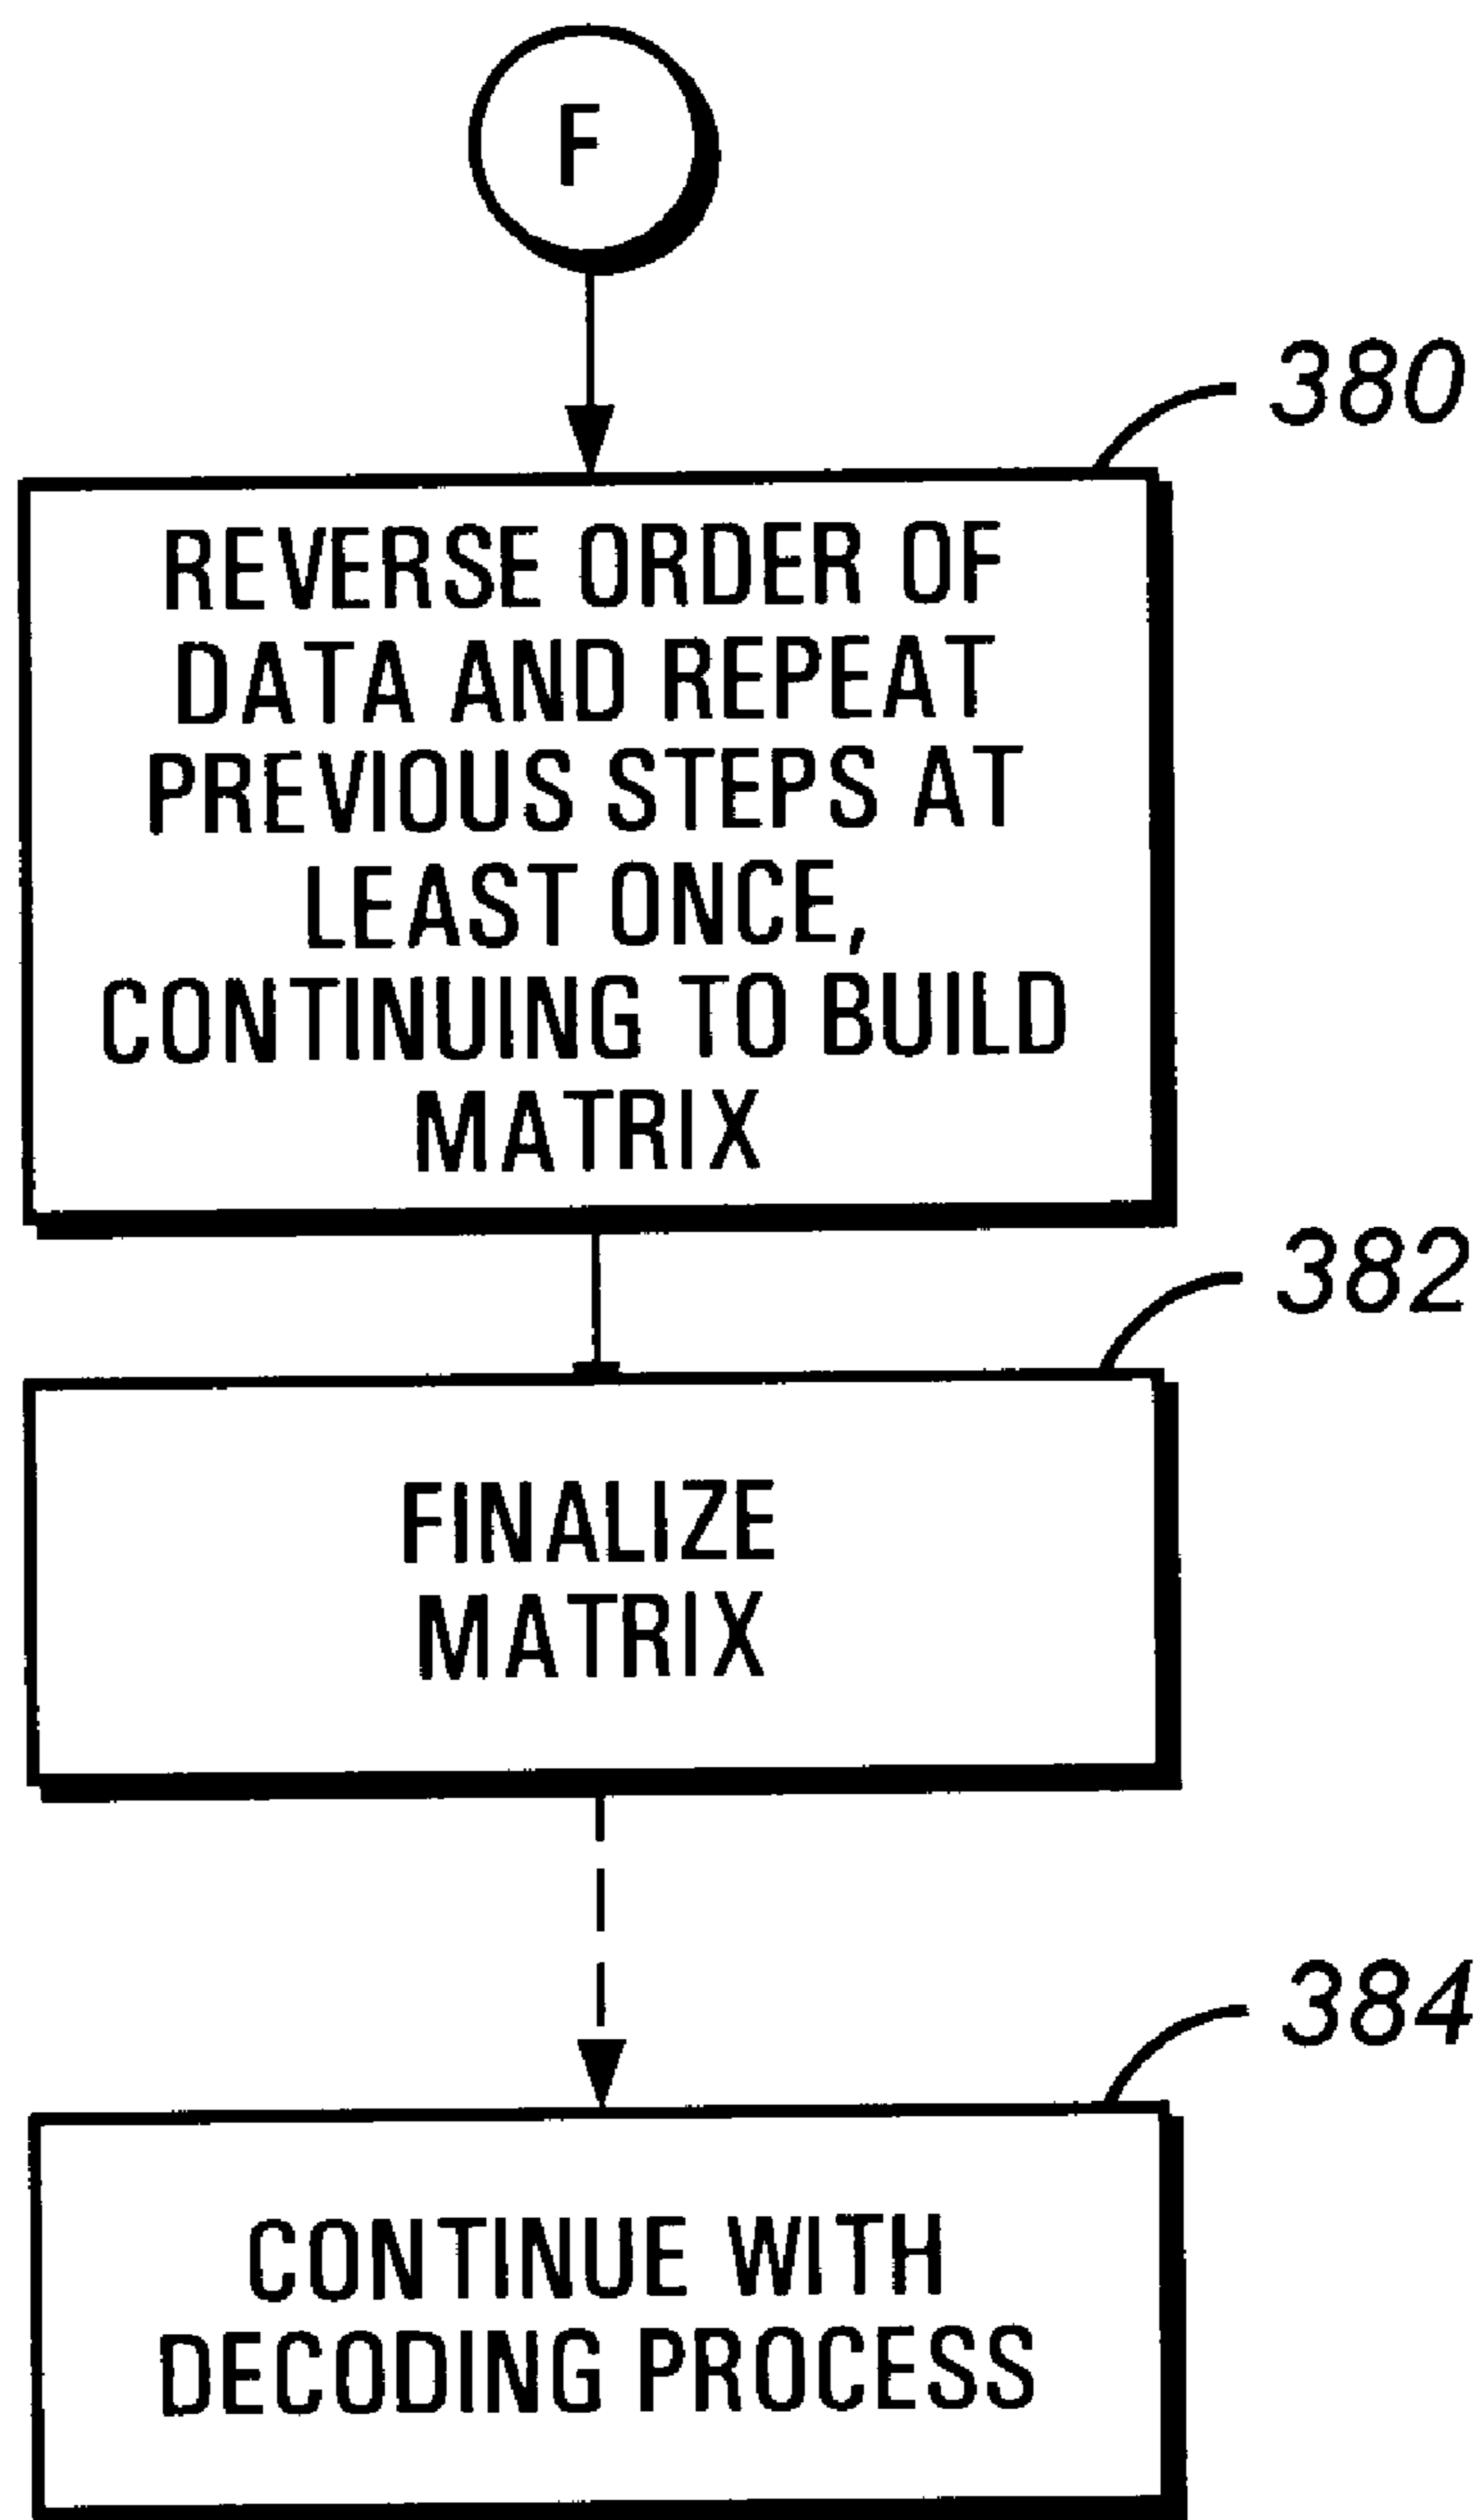 F
380
REVERSE ORDER OF
DATA AND REPEAT
PREVIOUS STEPS AT
LEAST ONCE,
CONTINUING TO BUILD
MATRIX
382
FINALIZE
MATRIX
384
CONTINUE WITH
DECODING PROCESS